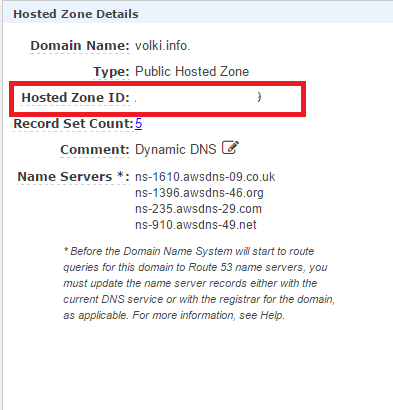 Hosted Zone Details
Domain Name: volki.info.
Type: Public Hosted Zone
Hosted Zone ID:
Record Set Count: 5
Comment: Dynamic DNS
Name Servers *: ns-1610.awsdns-09.co.uk
ns-1396.awsdns-46.org
ns-235.awsdns-29.com
ns-910.awsdns-49.net
* Before the Domain Name System will start to route
queries for this domain to Route 53 name servers, you
must update the name server records either with the
current DNS service or with the registrar for the domain,
as applicable. For more information, see Help.